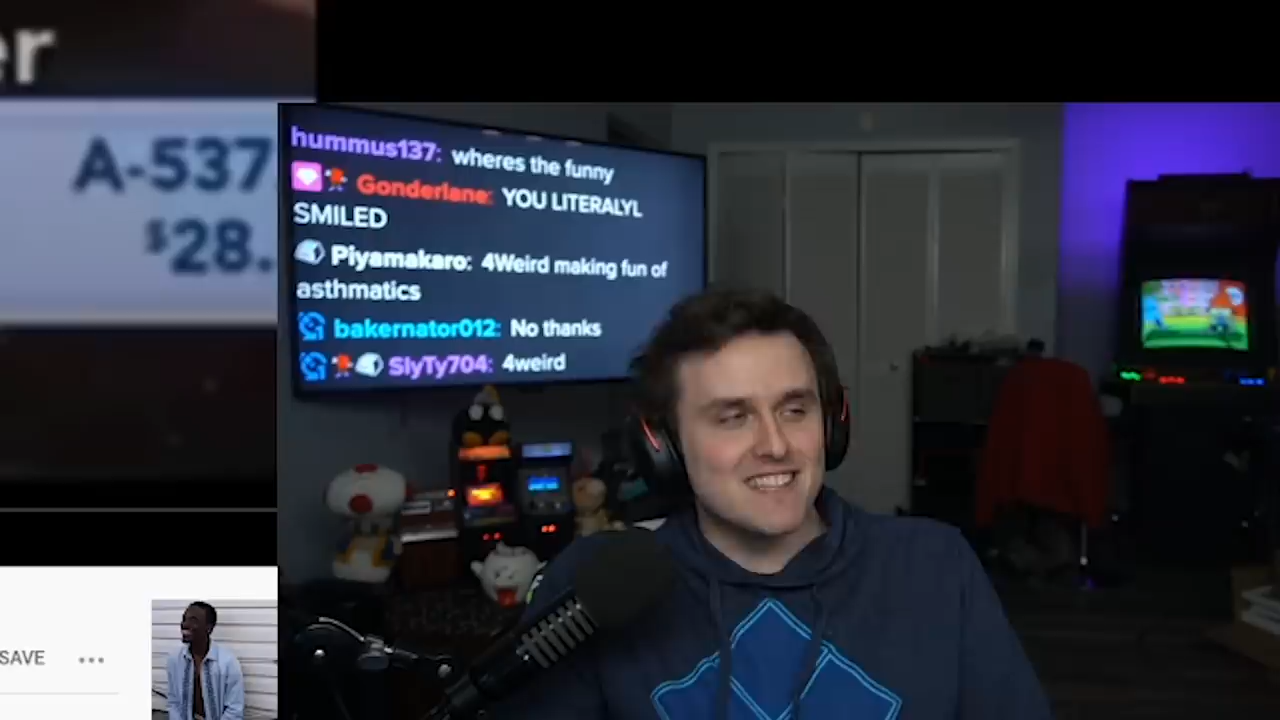 er
A-537
$28.
hummus137: wheres the funny
Gonderlane: YOU LITERALYL
SMILED
Piyamakaro: 4Weird making fun of
asthmatics
bakernator012: No thanks
SlyTy704: 4weird
SAVE